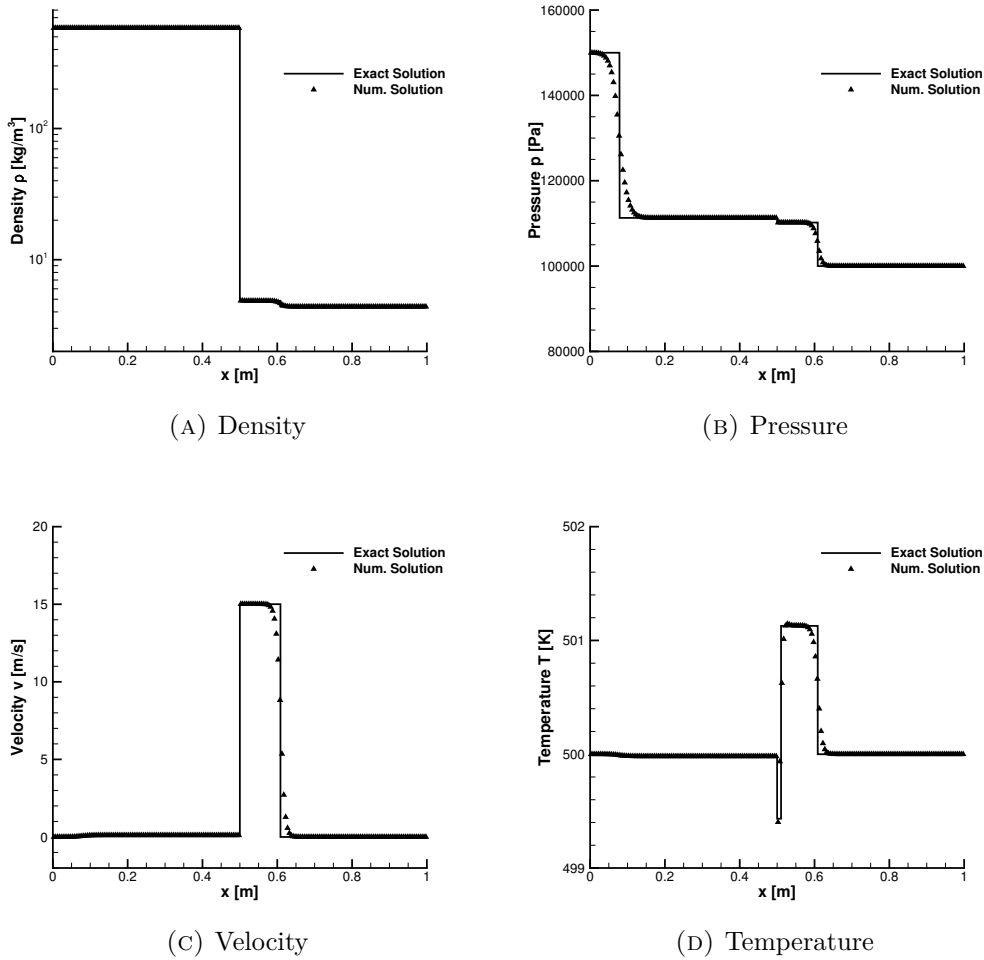 Density ρ [kg/m³]
10²
10¹
Exact Solution
Num. Solution
0 0.2 0.4 0.6 0.8 1
x [m]
(A) Density
Pressure p [Pa]
160000
140000
120000
100000
80000
Exact Solution
Num. Solution
0 0.2 0.4 0.6 0.8 1
x [m]
(B) Pressure
Velocity v [m/s]
20
15
10
5
0
Exact Solution
Num. Solution
0 0.2 0.4 0.6 0.8 1
x [m]
(C) Velocity
Temperature T [K]
502
501
500
499
Exact Solution
Num. Solution
0 0.2 0.4 0.6 0.8 1
x [m]
(D) Temperature